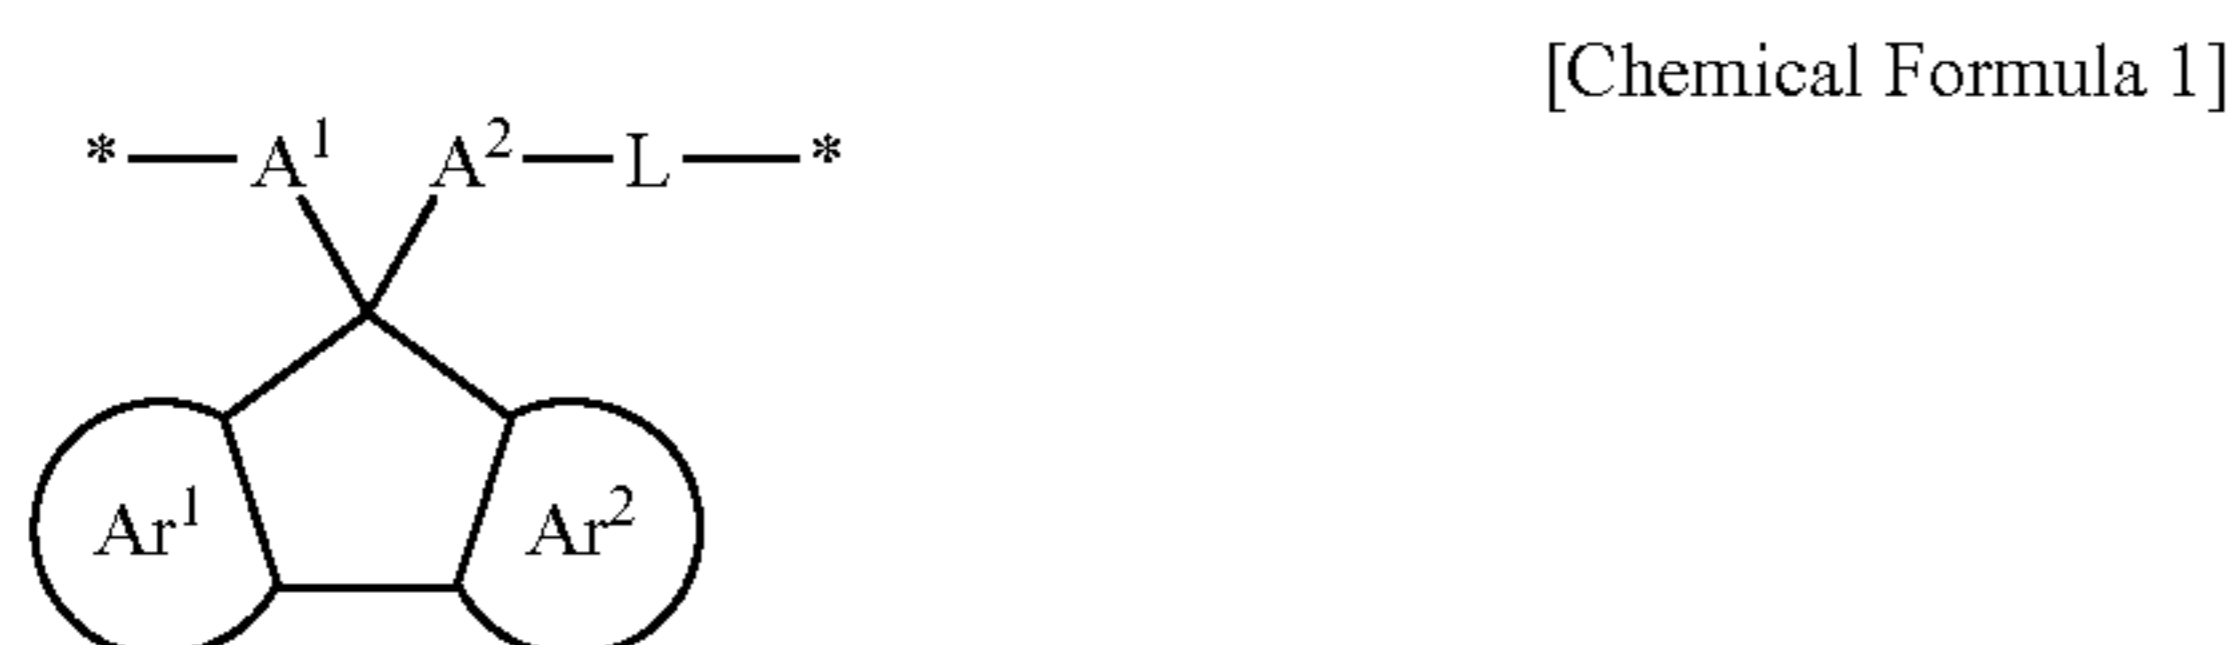 [Chemical Formula 1]
* A¹ A² L *
Ar¹ Ar²